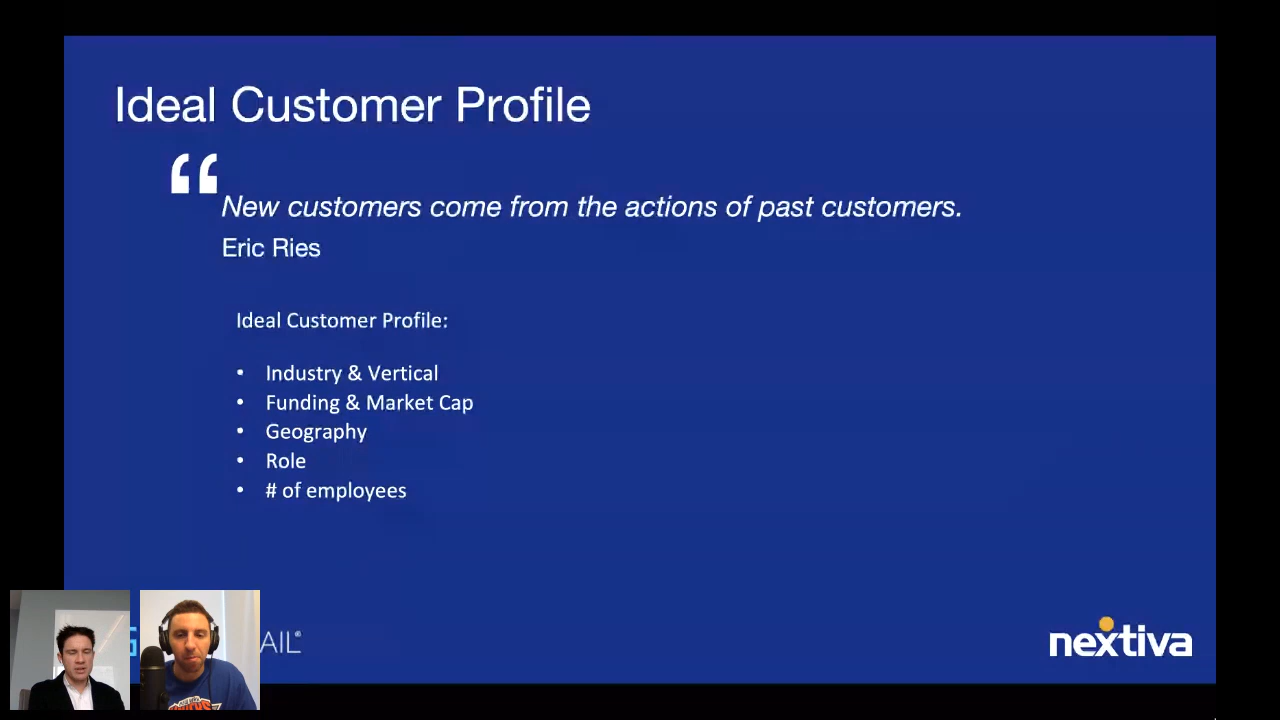 Ideal Customer Profile
“
New customers come from the actions of past customers.
Eric Ries
Ideal Customer Profile:
• Industry & Vertical
• Funding & Market Cap
• Geography
• Role
• # of employees
AIL®
nextiva